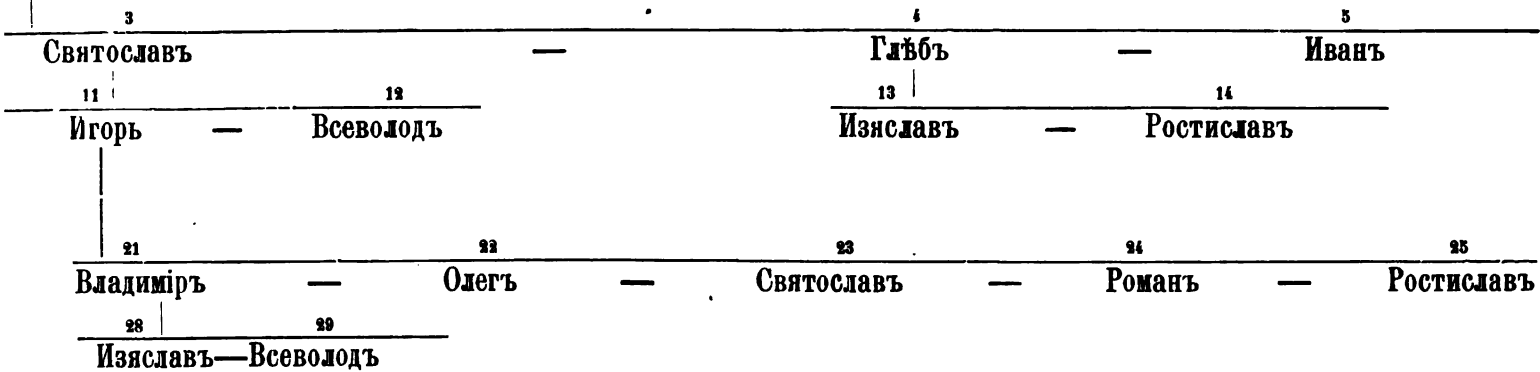 3 4 5
Святославъ — Глѣбъ — Иванъ
11 12 13 14
Игорь — Всеволодъ Изяславъ — Ростиславъ
21 22 23 24 25
Владиміръ — Олегъ — Святославъ — Романъ — Ростиславъ
28 29
Изяславъ—Всеволодъ